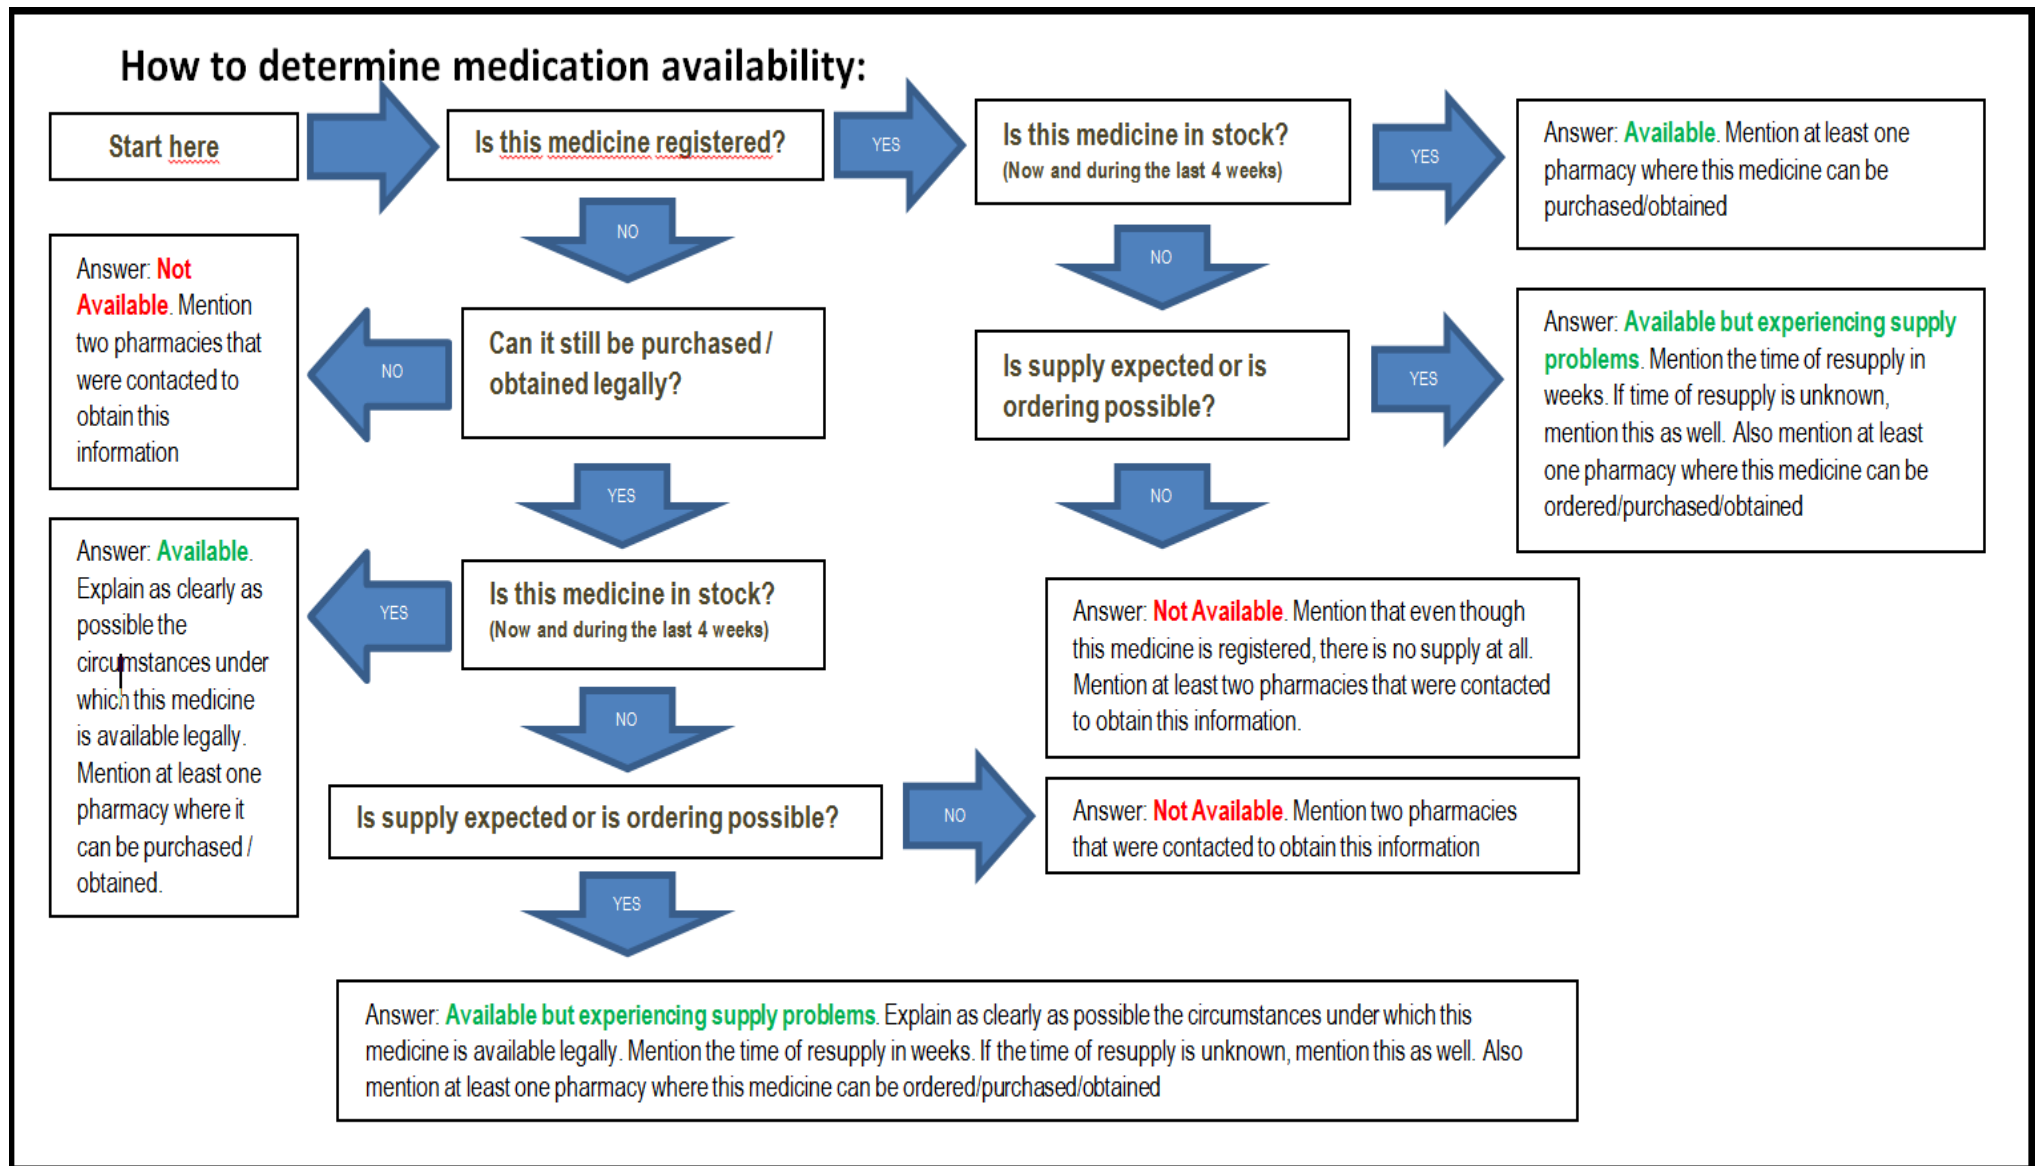 How to determine medication availability:
Start here
Is this medicine registered?
YES
Is this medicine in stock?
(Now and during the last 4 weeks)
YES
Answer: Available. Mention at least one
pharmacy where this medicine can be
purchased/obtained
NO
NO
Answer: Not
Available. Mention
two pharmacies that
were contacted to
obtain this
information
NO
Can it still be purchased /
obtained legally?
Is supply expected or is
ordering possible?
YES
Answer: Available but experiencing supply
problems. Mention the time of resupply in
weeks. If time of resupply is unknown,
mention this as well. Also mention at least
one pharmacy where this medicine can be
ordered/purchased/obtained
YES
NO
Answer: Available.
Explain as clearly as
possible the
circumstances under
which this medicine
is available legally.
Mention at least one
pharmacy where it
can be purchased /
obtained.
YES
Is this medicine in stock?
(Now and during the last 4 weeks)
Answer: Not Available. Mention that even though
this medicine is registered, there is no supply at all.
Mention at least two pharmacies that were contacted
to obtain this information.
NO
Is supply expected or is ordering possible?
NO
Answer: Not Available. Mention two pharmacies
that were contacted to obtain this information
YES
Answer: Available but experiencing supply problems. Explain as clearly as possible the circumstances under which this
medicine is available legally. Mention the time of resupply in weeks. If the time of resupply is unknown, mention this as well. Also
mention at least one pharmacy where this medicine can be ordered/purchased/obtained